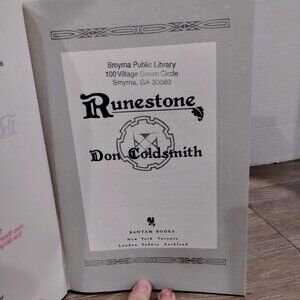 Smyrna Public Library
100 Village Green Circle
Smyrna, GA 30080
Runestone
Don Coldsmith
BANTAM BOOKS
New York Toronto
London Sydney Auckland